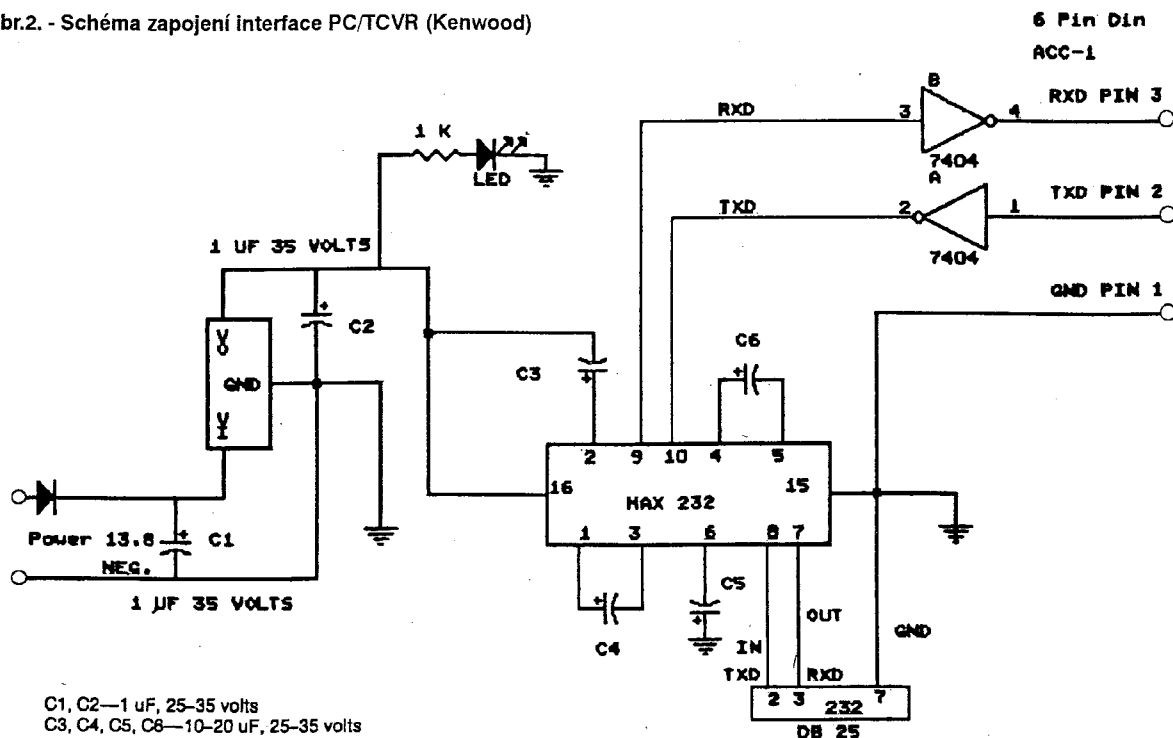 br.2. - Schéma zapojení interface PC/TCVR (Kenwood)
6 Pin Din
ACC-1
B
RXD
3
4
RXD PIN 3
7404
A
1 K
LED
TXD
2
1
TXD PIN 2
7404
1 UF 35 VOLTS
GND PIN 1
C2
VO
GND
VI
C3
C6
2
9
10
4
5
16
MAX 232
15
1
3
6
8
7
Power 13.8
C1
NEG.
1 UF 35 VOLTS
C4
C5
OUT
GND
IN
TXD
RXD
2
3
232
7
DB 25
C1, C2—1 uF, 25–35 volts
C3, C4, C5, C6—10–20 uF, 25–35 volts